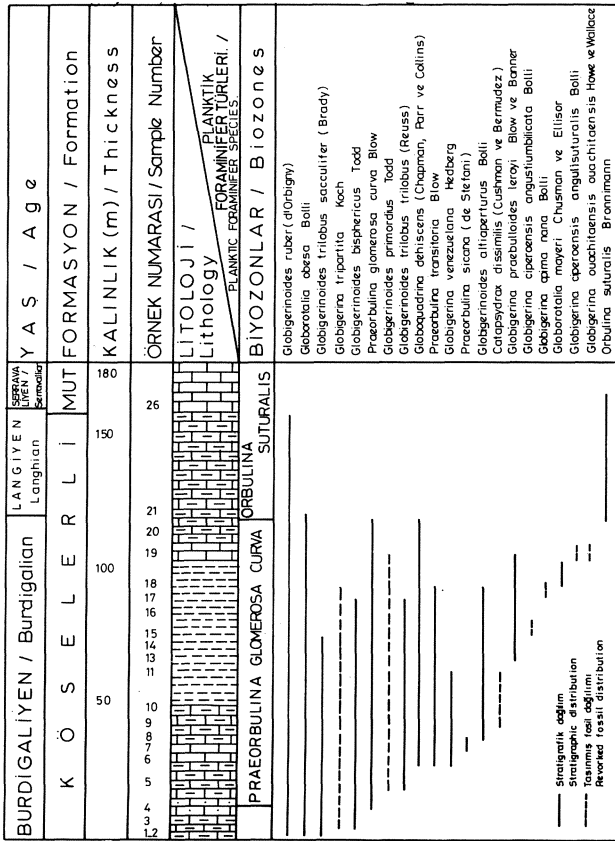 YAŞ / Age
FORMASYON / Formation
KALINLIK (m) / Thickness
ÖRNEK NUMARASI / Sample Number
LİTOLOJİ /
Lithology
PLANKTİK
FORAMİNİFER TÜRLERİ. /
PLANKTIC FORAMINIFER SPECIES.
BİYOZONLAR / Biozones
SERRAVA
LİYEN /
Serravalian
LANGİYEN
Langhian
BURDİGALİYEN / Burdigalian
MUT
KÖSELERLİ
180
150
100
50
26
21
20
19
18
17
16
15
14
13
11
10
9
8
7
6
5
4
3
1,2
ORBULINA
SUTURALIS
PRAEORBULINA GLOMEROSA CURVA
Globigerinoides ruber (d'Orbigny)
Globorotalia obesa Bolli
Globigerinoides trilobus sacculifer (Brady)
Globigerina tripartita Koch
Globigerinoides bisphericus Todd
Praeorbulina glomerosa curva Blow
Globigerinoides primordius Todd
Globigerinoides trilobus trilobus (Reuss)
Globoquadrina dehiscens (Chapman, Parr ve Collins)
Praeorbulina transitoria Blow
Globigerina venezuelana Hedberg
Praeorbulina sicana (de Stefani)
Globigerinoides altiaperturus Bolli
Catapsydrax dissimilis (Cushman ve Bermudez)
Globigerina praebulloides leroyi Blow ve Banner
Globigerina ciperoensis angustiumbilicata Bolli
Globigerina opima nana Bolli
Globorotalia mayeri Chusman ve Ellisor
Globigerina ciperoensis angulisuturalis Bolli
Globigerina ouachitaensis ouachitaensis Howe ve Wallace
Orbulina suturalis Bronnimann
Stratigrafik dağılım
Stratigraphic distribution
Taşınmış fosil dağılımı
Revorked fossil distribution